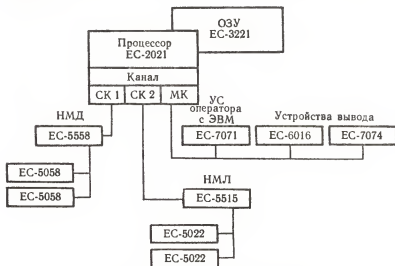 ОЗУ
ЕС-3221
Процессор
ЕС-2021
Канал
СК 1 СК 2 МК
УС
оператора
с ЭВМ
Устройства вывода
НМД
ЕС-5558
ЕС-7071
ЕС-6016
ЕС-7074
ЕС-5058
ЕС-5058
НМЛ
ЕС-5515
ЕС-5022
ЕС-5022